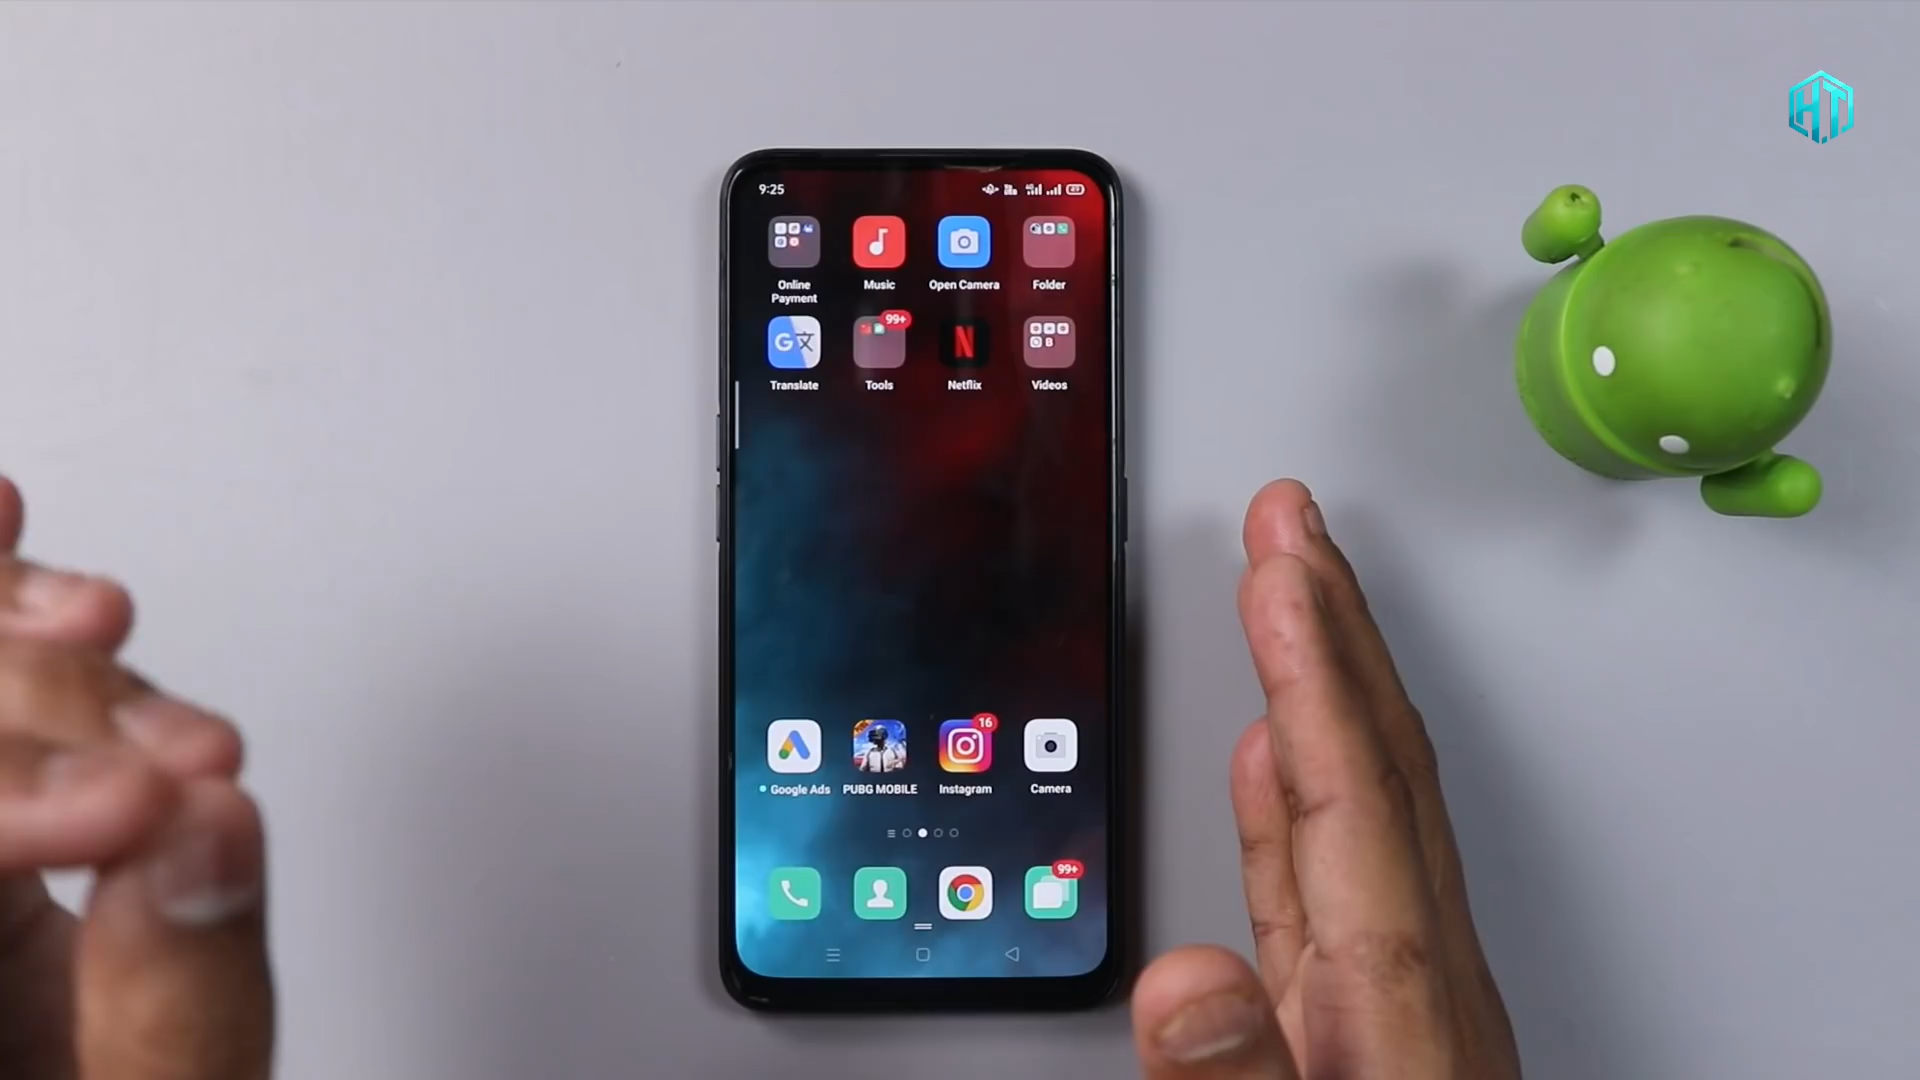 H.T
9:25
Online
Payment
Music
Open Camera
Folder
Translate
99+
Tools
N
Netflix
B
Videos
Google Ads
PUBG MOBILE
16
Instagram
Camera
99+